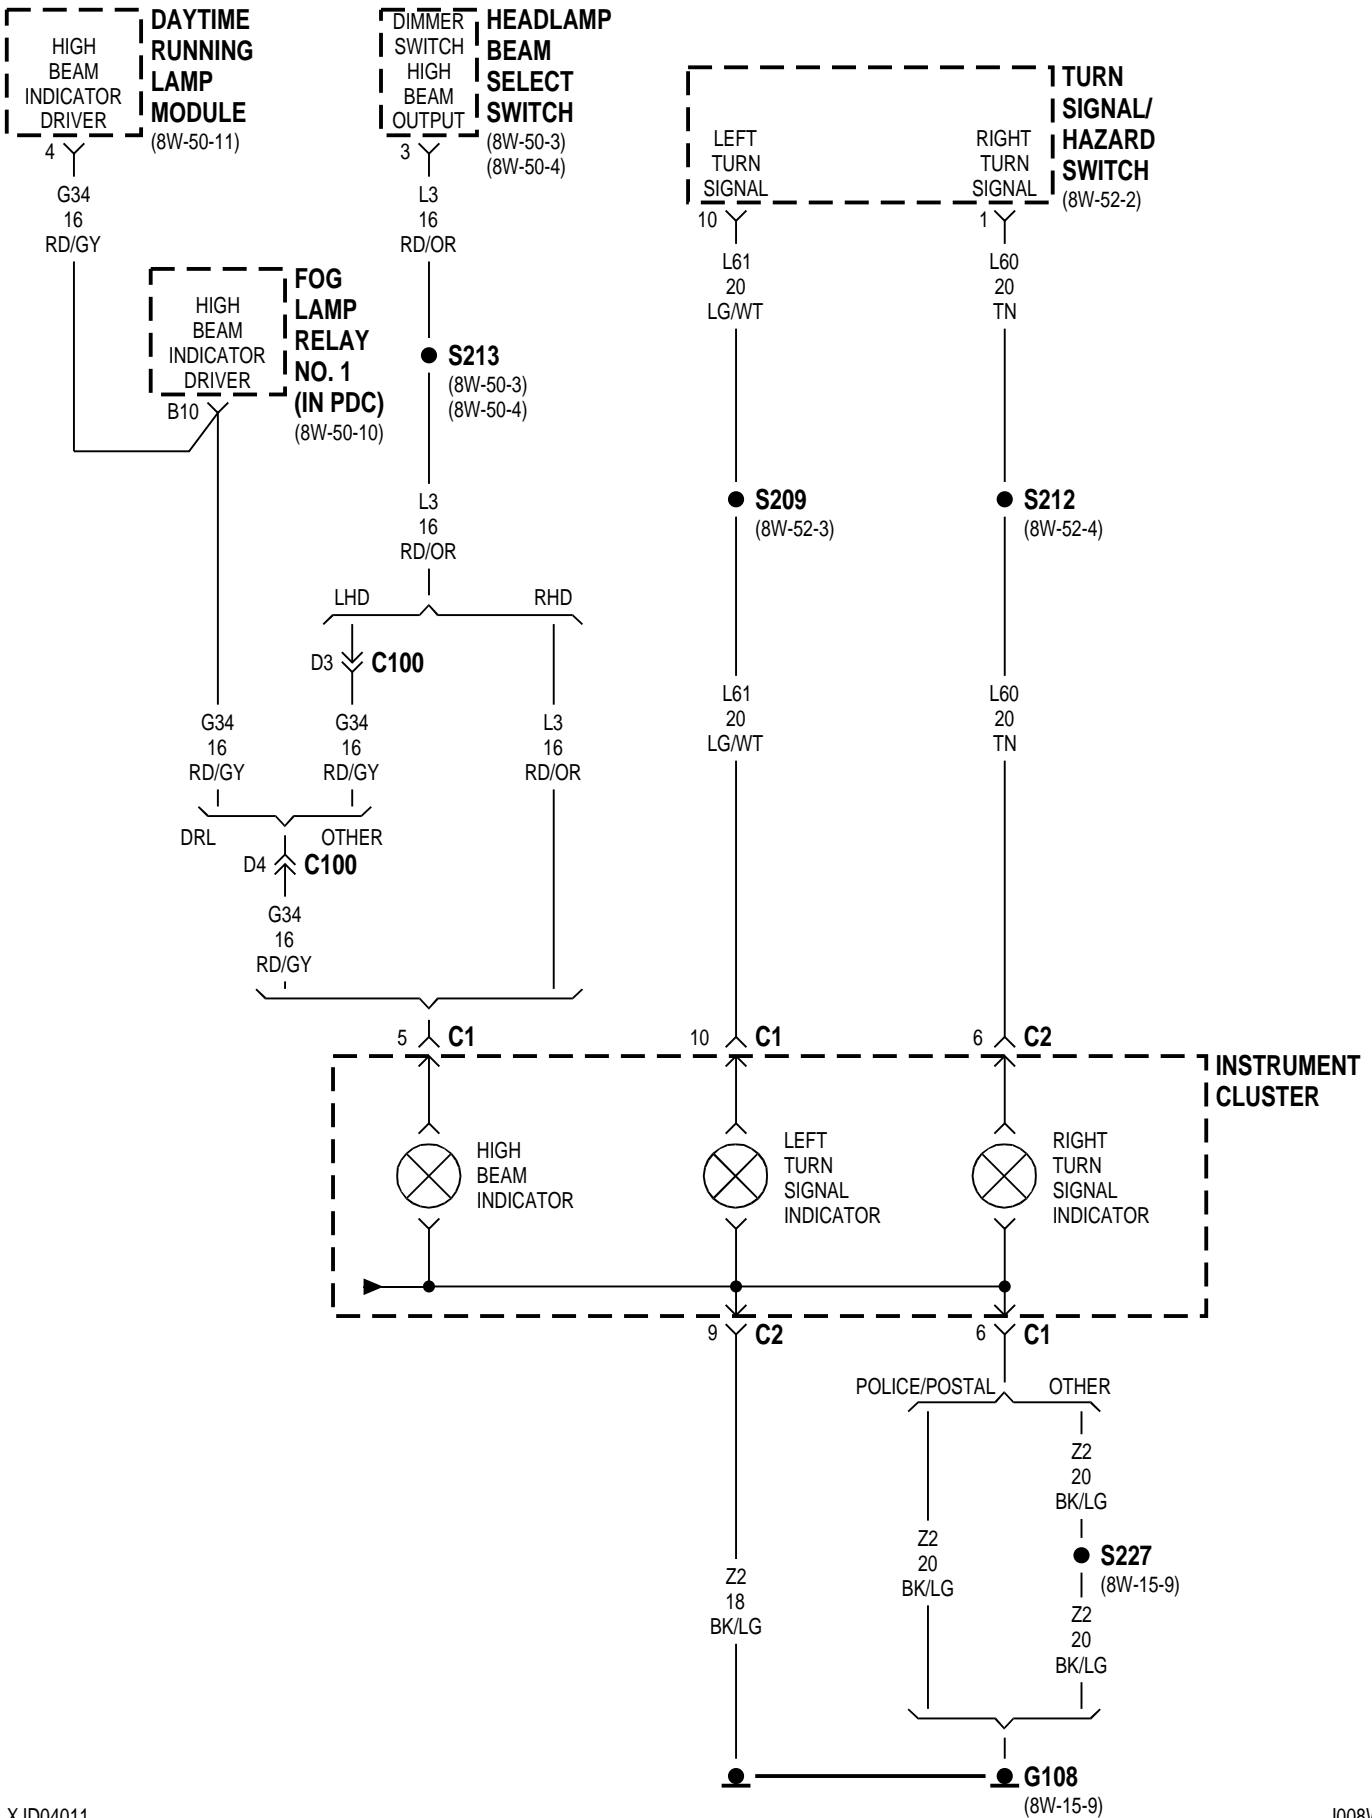 HIGH
BEAM
INDICATOR
DRIVER
DAYTIME
RUNNING
LAMP
MODULE
(8W-50-11)
4
G34
16
RD/GY
DIMMER
SWITCH
HIGH
BEAM
OUTPUT
HEADLAMP
BEAM
SELECT
SWITCH
(8W-50-3)
(8W-50-4)
3
L3
16
RD/OR
LEFT
TURN
SIGNAL
RIGHT
TURN
SIGNAL
TURN
SIGNAL/
HAZARD
SWITCH
(8W-52-2)
10
L61
20
LG/WT
1
L60
20
TN
HIGH
BEAM
INDICATOR
DRIVER
FOG
LAMP
RELAY
NO. 1
(IN PDC)
(8W-50-10)
B10
S213
(8W-50-3)
(8W-50-4)
L3
16
RD/OR
S209
(8W-52-3)
S212
(8W-52-4)
LHD
RHD
D3
C100
G34
16
RD/GY
G34
16
RD/GY
L3
16
RD/OR
L61
20
LG/WT
L60
20
TN
DRL
OTHER
D4
C100
G34
16
RD/GY
5
C1
10
C1
6
C2
INSTRUMENT
CLUSTER
HIGH
BEAM
INDICATOR
LEFT
TURN
SIGNAL
INDICATOR
RIGHT
TURN
SIGNAL
INDICATOR
9
C2
6
C1
POLICE/POSTAL
OTHER
Z2
20
BK/LG
S227
(8W-15-9)
Z2
20
BK/LG
Z2
18
BK/LG
Z2
20
BK/LG
G108
(8W-15-9)